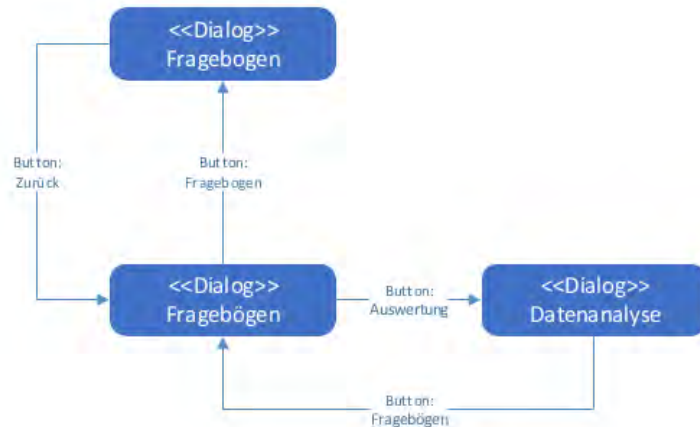 <<Dialog>>
Fragebogen
Button:
Zurück
Button:
Fragebogen
<<Dialog>>
Fragebögen
Button:
Auswertung
<<Dialog>>
Datenanalyse
Button:
Fragebögen